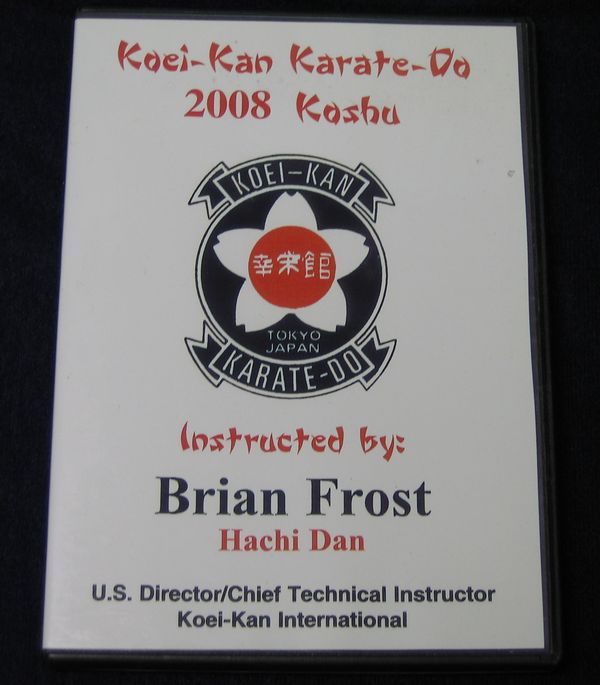 Koei-Kan Karate-Do
2008 Koshu
KOEI-KAN
幸栄館
TOKYO
JAPAN
KARATE-DO
Instructed by:
Brian Frost
Hachi Dan
U.S. Director/Chief Technical Instructor
Koei-Kan International